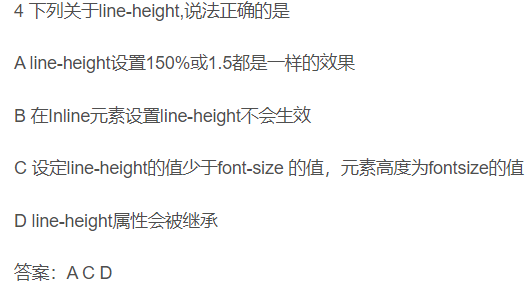 4 下列关于line-height,说法正确的是
A line-height设置150%或1.5都是一样的效果
B 在Inline元素设置line-height不会生效
C 设定line-height的值少于font-size 的值，元素高度为fontsize的值
D line-height属性会被继承
答案：A C D